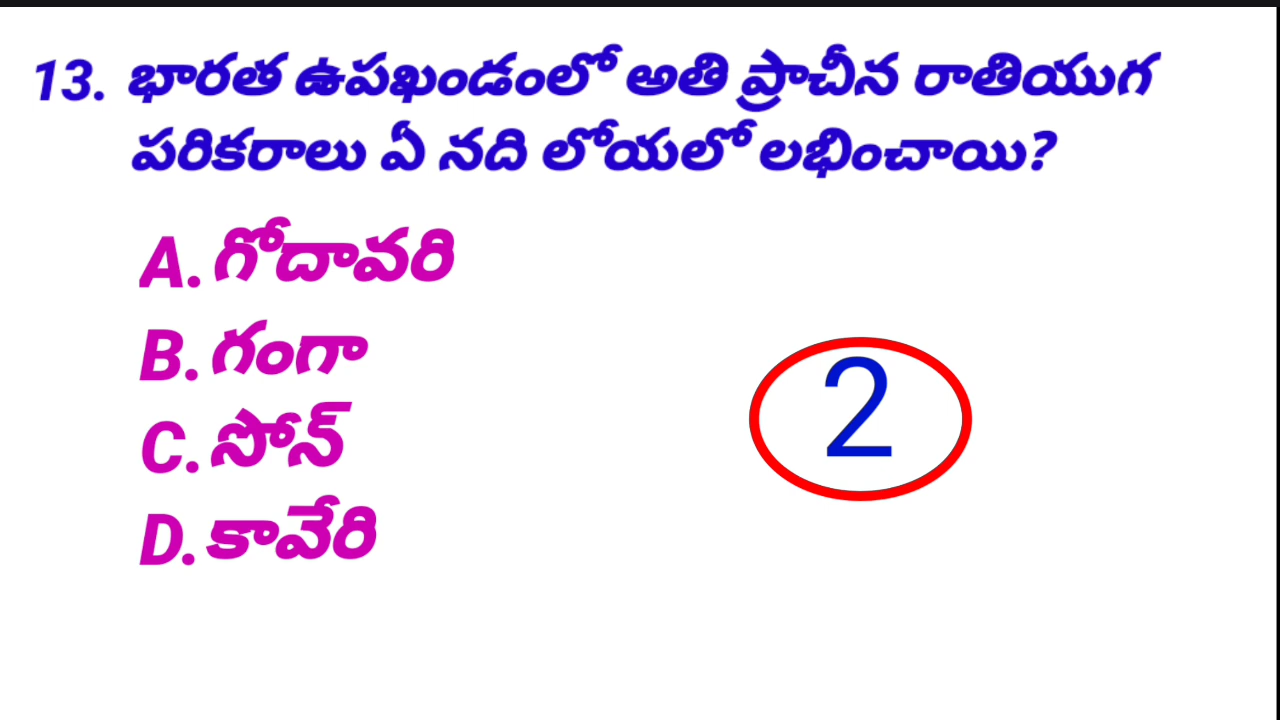 13. భారత ఉపఖండంలో అతి ప్రాచీన రాతియుగ
పరికరాలు ఏ నది లోయలో లభించాయి?
A.గోదావరి
B.గంగా
C.సోన్
D.కావేరి
2